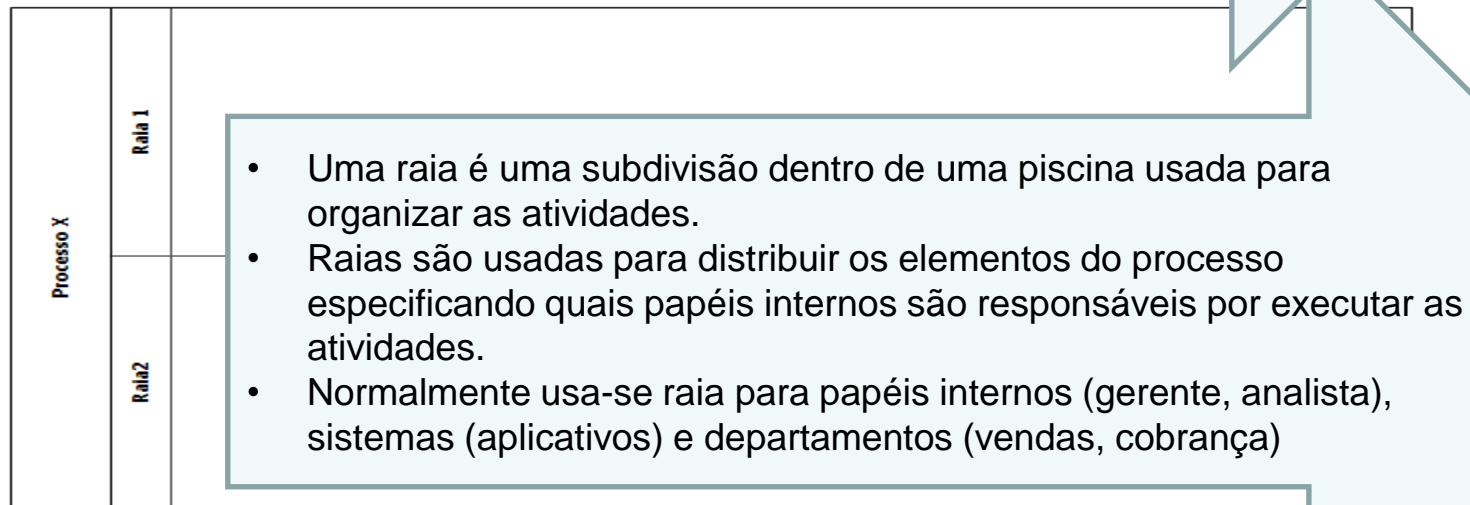 Processo X
Raia 1
Raia2
• Uma raia é uma subdivisão dentro de uma piscina usada para
organizar as atividades.
• Raias são usadas para distribuir os elementos do processo
especificando quais papéis internos são responsáveis por executar as
atividades.
• Normalmente usa-se raia para papéis internos (gerente, analista),
sistemas (aplicativos) e departamentos (vendas, cobrança)